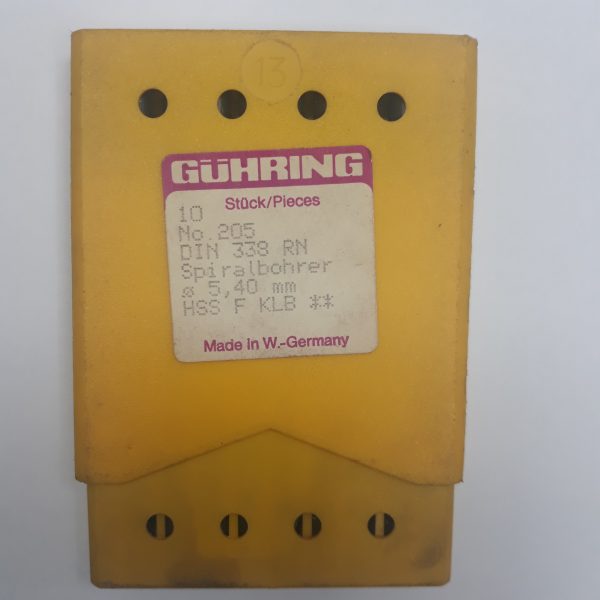 13
GÜHRING
10 Stück/Pieces
No.205
DIN 338 RN
Spiralbohrer
ø 5,40 mm
HSS F KLB **
Made in W.-Germany